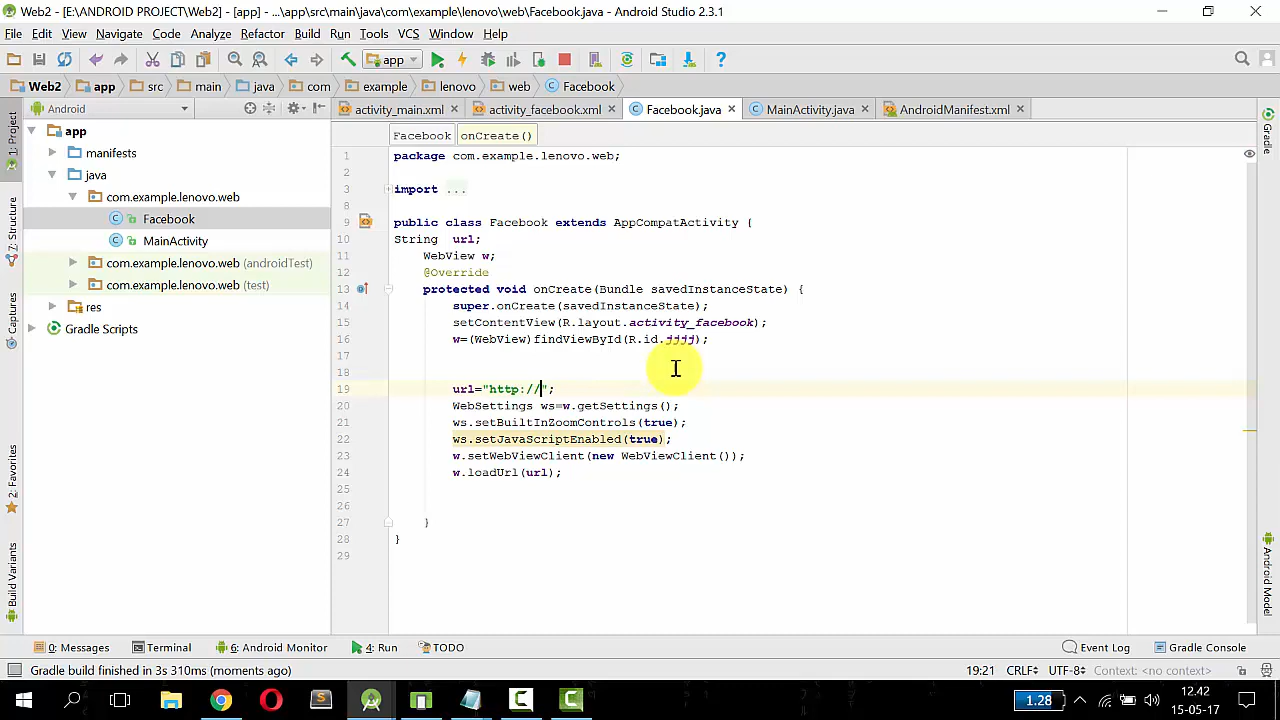 Web2 - [E:\ANDROID PROJECT\Web2] - [app] - ...\app\src\main\java\com\example\lenovo\web\Facebook.java - Android Studio 2.3.1
File Edit View Navigate Code Analyze Refactor Build Run Tools VCS Window Help
app
Web2 app src main java com example lenovo web Facebook
1: Project
7: Structure
Captures
2: Favorites
Build Variants
Android
app
manifests
java
com.example.lenovo.web
Facebook
MainActivity
com.example.lenovo.web (androidTest)
com.example.lenovo.web (test)
res
Gradle Scripts
activity_main.xml activity_facebook.xml Facebook.java MainActivity.java AndroidManifest.xml
Facebook onCreate()
1 package com.example.lenovo.web;
2
3 import ...
8
9 public class Facebook extends AppCompatActivity {
10 String url;
11 WebView w;
12 @Override
13 protected void onCreate(Bundle savedInstanceState) {
14 super.onCreate(savedInstanceState);
15 setContentView(R.layout.activity_facebook);
16 w=(WebView)findViewById(R.id.jjjj);
17
18
19 url="http://";
20 WebSettings ws=w.getSettings();
21 ws.setBuiltInZoomControls(true);
22 ws.setJavaScriptEnabled(true);
23 w.setWebViewClient(new WebViewClient());
24 w.loadUrl(url);
25
26
27 }
28 }
29
Gradle
Android Model
0: Messages Terminal 6: Android Monitor 4: Run TODO Event Log Gradle Console
Gradle build finished in 3s 310ms (moments ago) 19:21 CRLF UTF-8 Context: <no context>
1.28
12.42
15-05-17